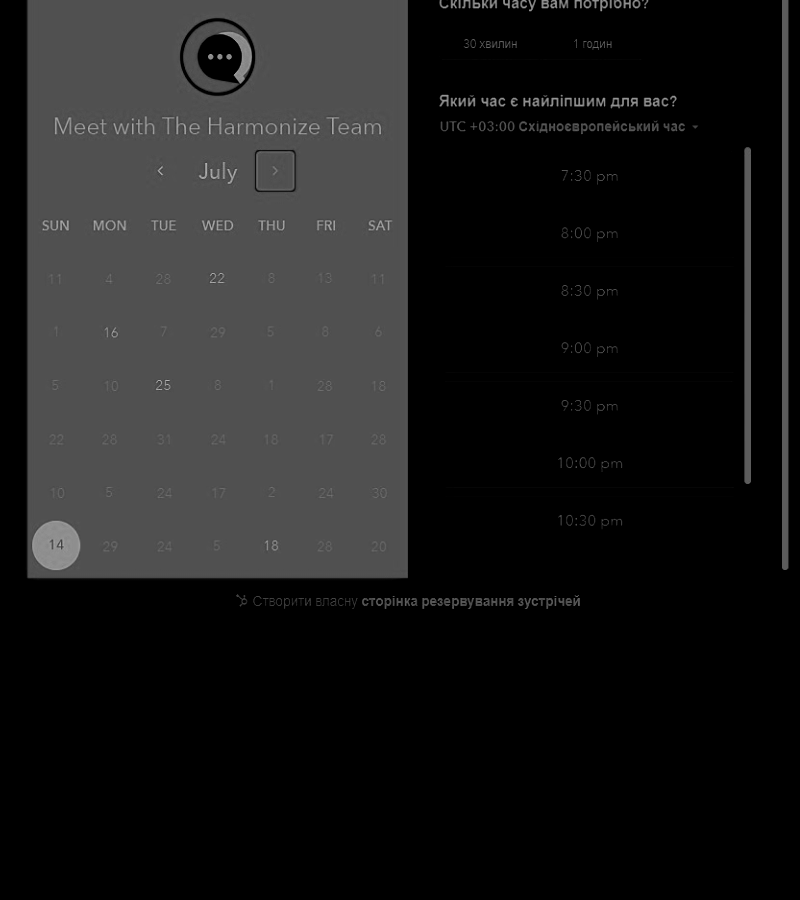 Meet with The Harmonize Team
July
SUN MON TUE WED THU FRI SAT
11 4 26 22 8 13 11
1 16 7 29 5 8 6
5 10 25 8 1 28 18
22 28 31 24 18 17 28
10 5 24 17 2 24 30
14 29 24 5 18 28 20
Скільки часу вам потрібно?
30 хвилин 1 годин
Який час є найліпшим для вас?
UTC +03:00 Східноєвропейський час
7:30 pm
8:00 pm
8:30 pm
9:00 pm
9:30 pm
10:00 pm
10:30 pm
Створити власну сторінка резервування зустрічей